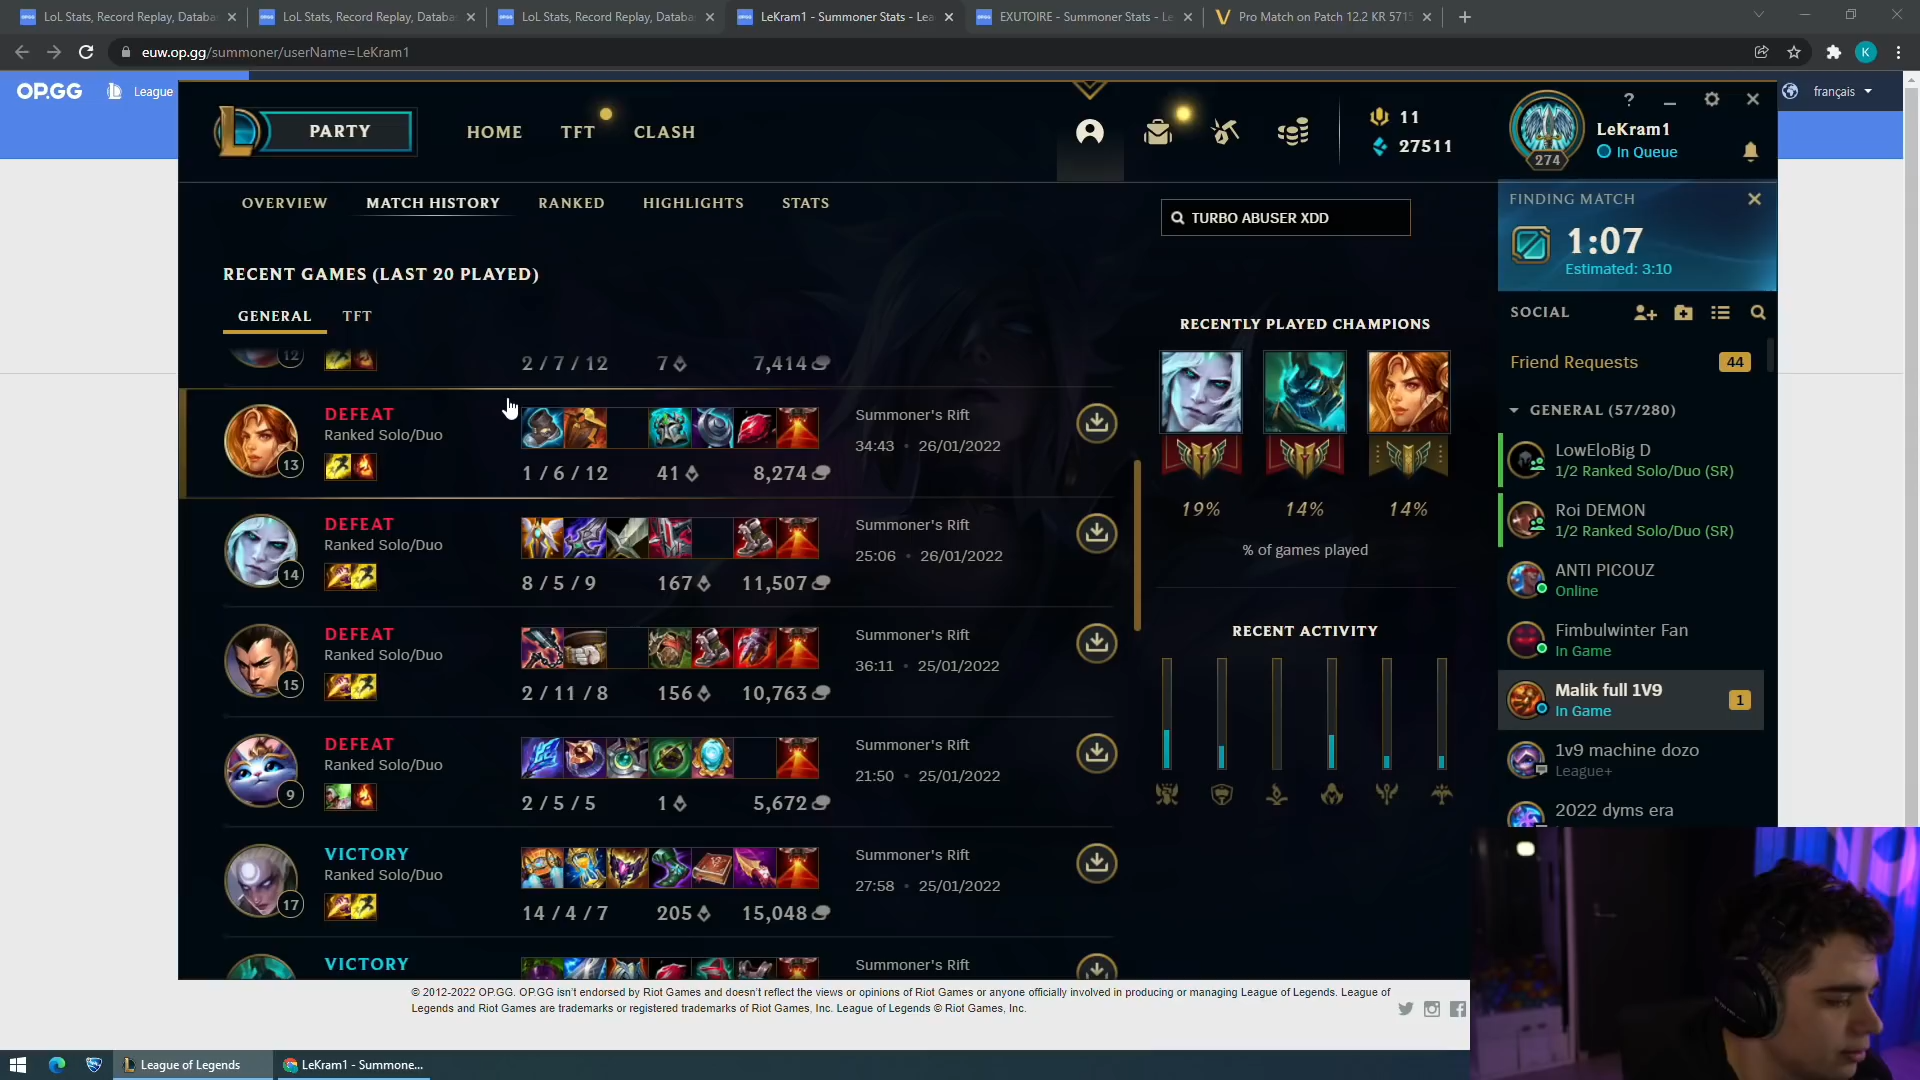 LoL Stats, Record Replay, Databa
LoL Stats, Record Replay, Databa
LoL Stats, Record Replay, Databa
LeKram1 - Summoner Stats - Lea
EXUTOIRE - Summoner Stats - Le
Pro Match on Patch 12.2 KR 5715
euw.op.gg/summoner/userName=LeKram1
K
OP.GG
League
français
PARTY
HOME
TFT
CLASH
11
27511
274
LeKram1
In Queue
OVERVIEW
MATCH HISTORY
RANKED
HIGHLIGHTS
STATS
TURBO ABUSER XDD
FINDING MATCH
1:07
Estimated: 3:10
RECENT GAMES (LAST 20 PLAYED)
GENERAL
TFT
12
2 / 7 / 12
7
7,414
13
DEFEAT
Ranked Solo/Duo
1 / 6 / 12
41
8,274
Summoner's Rift
34:43 • 26/01/2022
14
DEFEAT
Ranked Solo/Duo
8 / 5 / 9
167
11,507
Summoner's Rift
25:06 • 26/01/2022
15
DEFEAT
Ranked Solo/Duo
2 / 11 / 8
156
10,763
Summoner's Rift
36:11 • 25/01/2022
9
DEFEAT
Ranked Solo/Duo
2 / 5 / 5
1
5,672
Summoner's Rift
21:50 • 25/01/2022
17
VICTORY
Ranked Solo/Duo
14 / 4 / 7
205
15,048
Summoner's Rift
27:58 • 25/01/2022
VICTORY
Summoner's Rift
RECENTLY PLAYED CHAMPIONS
19%
14%
14%
% of games played
RECENT ACTIVITY
SOCIAL
Friend Requests
44
GENERAL (57/280)
LowEloBig D
1/2 Ranked Solo/Duo (SR)
Roi DEMON
1/2 Ranked Solo/Duo (SR)
ANTI PICOUZ
Online
Fimbulwinter Fan
In Game
Malik full 1V9
In Game
1
1v9 machine dozo
League+
2022 dyms era
© 2012-2022 OP.GG. OP.GG isn't endorsed by Riot Games and doesn't reflect the views or opinions of Riot Games or anyone officially involved in producing or managing League of Legends. League of
Legends and Riot Games are trademarks or registered trademarks of Riot Games, Inc. League of Legends © Riot Games, Inc.
League of Legends
LeKram1 - Summone...